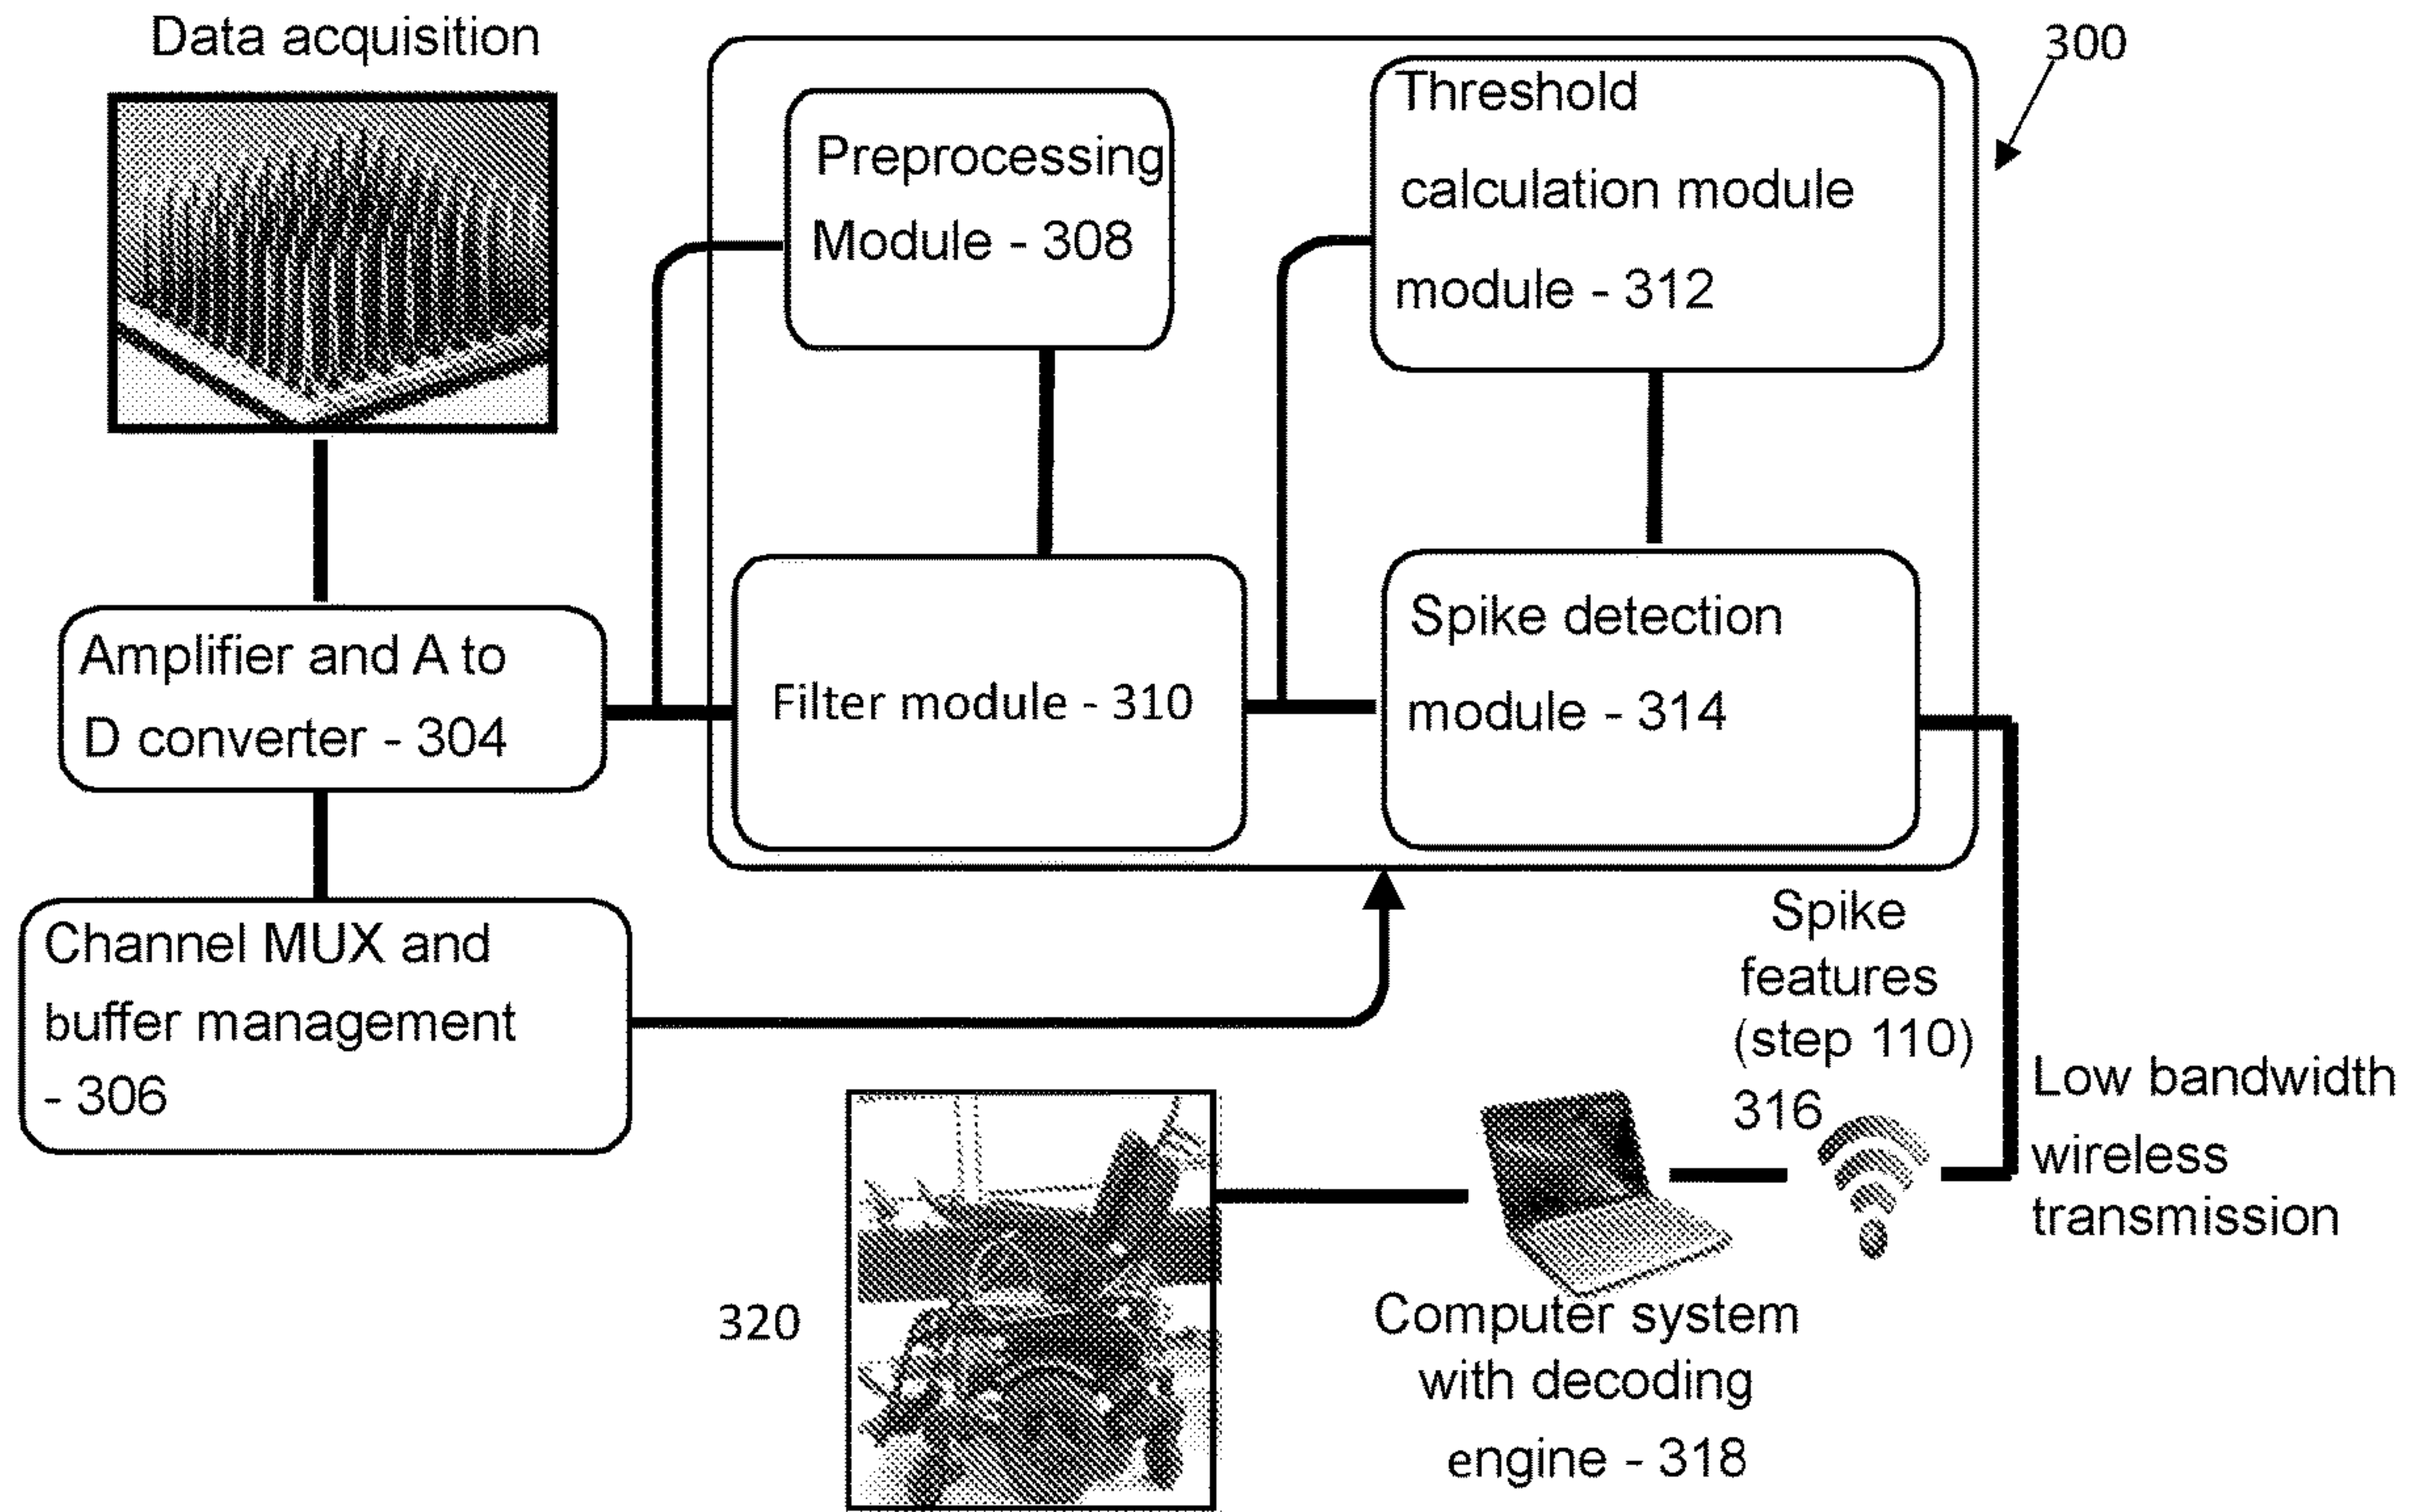 Data acquisition
300
Preprocessing
Module - 308
Threshold
calculation module
module - 312
Amplifier and A to
D converter - 304
Filter module - 310
Spike detection
module - 314
Channel MUX and
buffer management
- 306
Spike
features
(step 110)
316
Low bandwidth
wireless
transmission
320
Computer system
with decoding
engine - 318